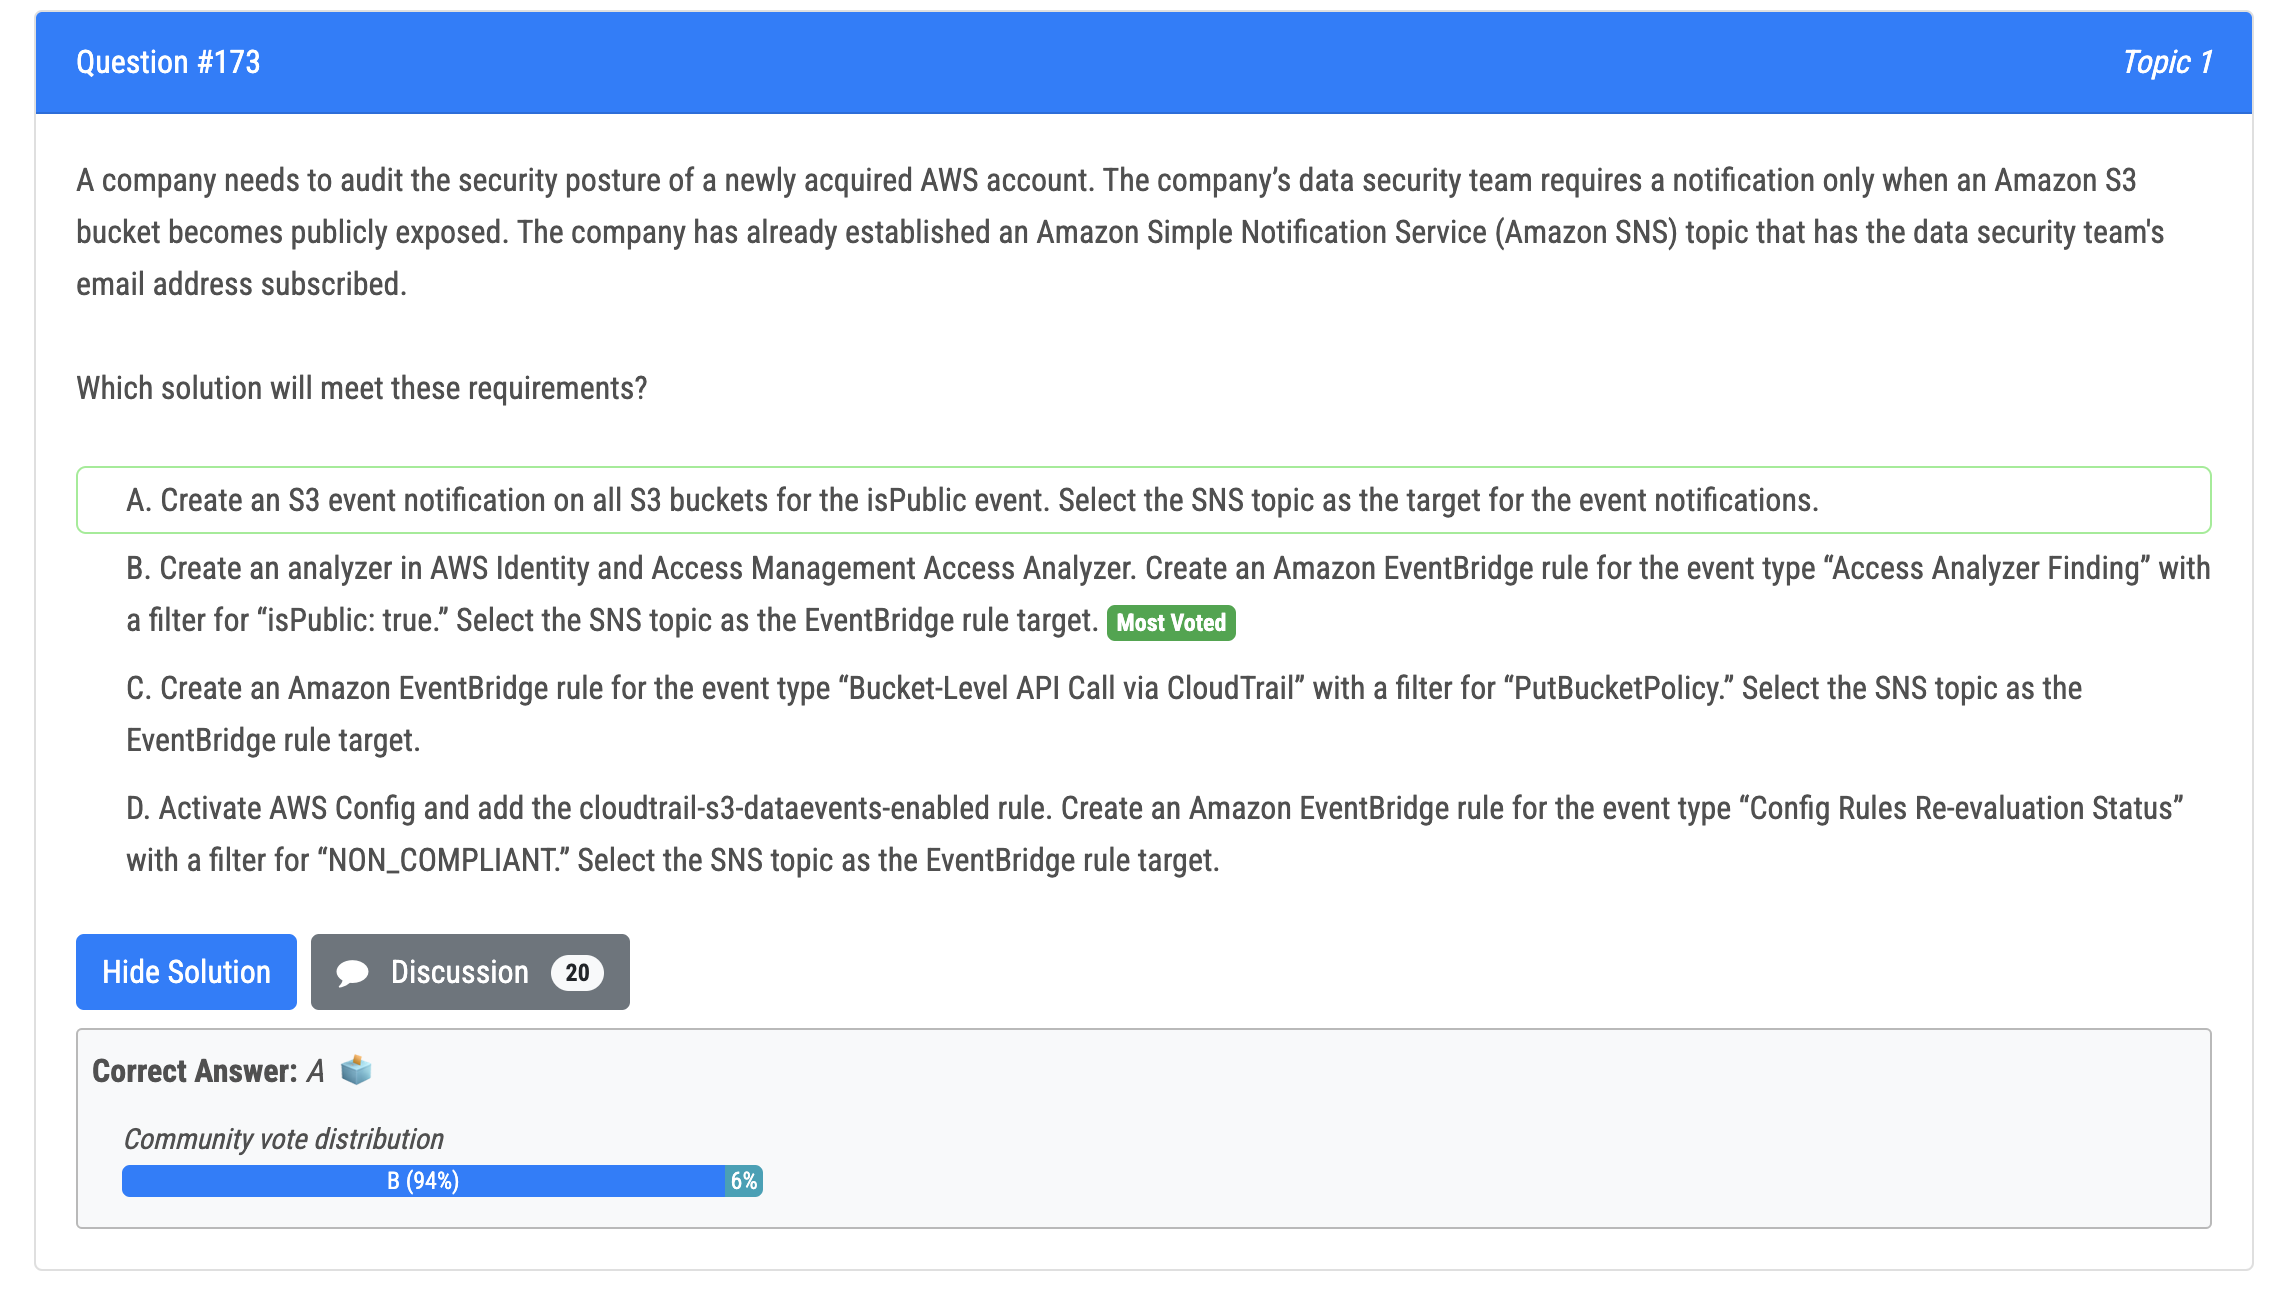 Question #173
Topic 1
A company needs to audit the security posture of a newly acquired AWS account. The company’s data security team requires a notification only when an Amazon S3
bucket becomes publicly exposed. The company has already established an Amazon Simple Notification Service (Amazon SNS) topic that has the data security team's
email address subscribed.
Which solution will meet these requirements?
A. Create an S3 event notification on all S3 buckets for the isPublic event. Select the SNS topic as the target for the event notifications.
B. Create an analyzer in AWS Identity and Access Management Access Analyzer. Create an Amazon EventBridge rule for the event type “Access Analyzer Finding” with
a filter for “isPublic: true.” Select the SNS topic as the EventBridge rule target. Most Voted
C. Create an Amazon EventBridge rule for the event type “Bucket-Level API Call via CloudTrail” with a filter for “PutBucketPolicy.” Select the SNS topic as the
EventBridge rule target.
D. Activate AWS Config and add the cloudtrail-s3-dataevents-enabled rule. Create an Amazon EventBridge rule for the event type “Config Rules Re-evaluation Status”
with a filter for “NON_COMPLIANT.” Select the SNS topic as the EventBridge rule target.
Hide Solution
Discussion 20
Correct Answer: A
Community vote distribution
B (94%) 6%